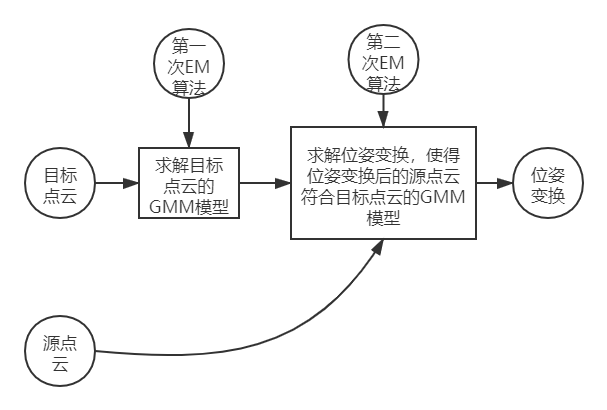 第一
次EM
算法
第二
次EM
算法
目标
点云
求解目标
点云的
GMM模型
求解位姿变换，使得
位姿变换后的源点云
符合目标点云的GMM
模型
位姿
变换
源点
云